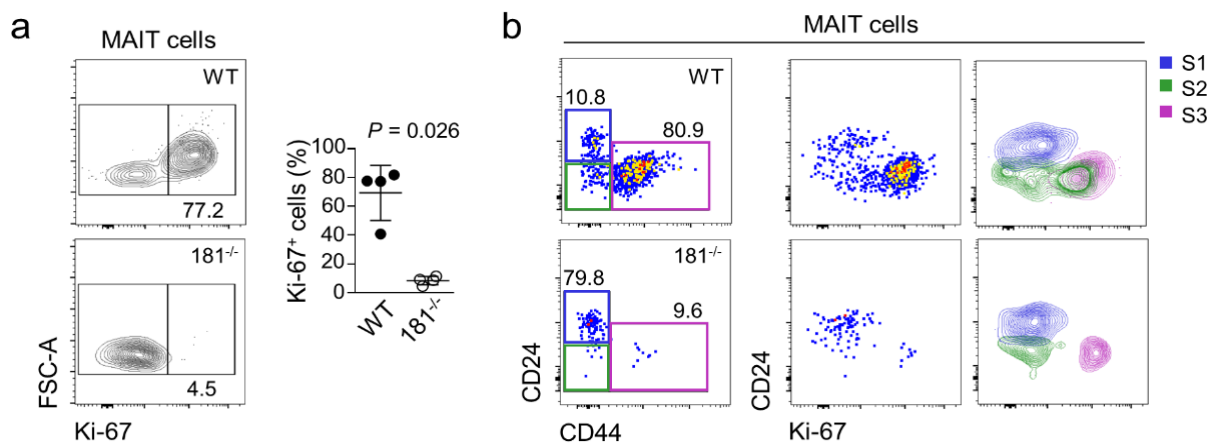 a
MAIT cells
WT
77.2
181-/-
4.5
FSC-A
Ki-67
P = 0.026
Ki-67+ cells (%)
100
80
60
40
20
0
WT
181-/-
b
MAIT cells
WT
10.8
80.9
181-/-
79.8
9.6
CD24
CD44
CD24
Ki-67
S1
S2
S3